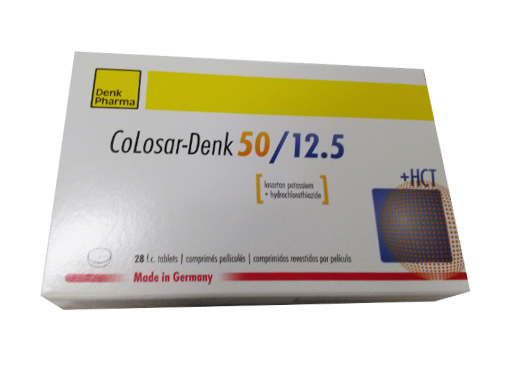 Denk
Pharma
CoLosar-Denk 50/12.5
losartan potassium
+ hydrochlorothiazide
+HCT
28 f.c. tablets | comprimés pelliculés | comprimidos revestidos por película
Made in Germany